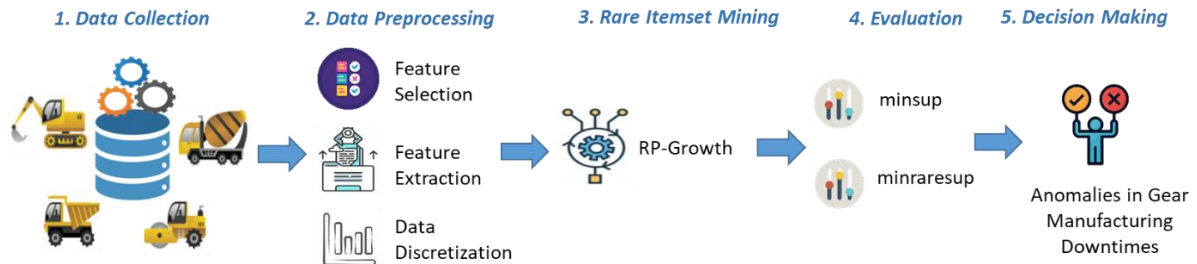 1. Data Collection
2. Data Preprocessing
3. Rare Itemset Mining
4. Evaluation
5. Decision Making
Feature
Selection
Feature
Extraction
Data
Discretization
RP-Growth
minsup
minraresup
Anomalies in Gear
Manufacturing
Downtimes